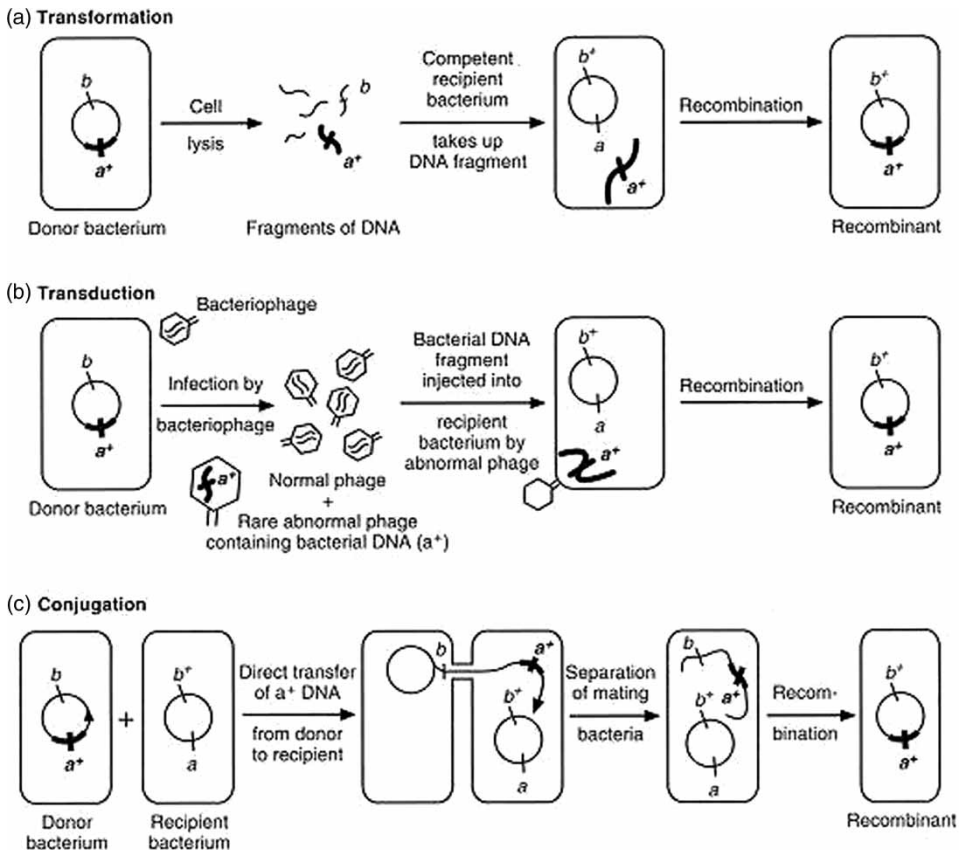 (a) Transformation
b
a⁺
Donor bacterium
Cell
lysis
b
a⁺
Fragments of DNA
Competent
recipient
bacterium
takes up
DNA fragment
b⁺
a
a⁺
Recombination
b⁺
a⁺
Recombinant
(b) Transduction
Bacteriophage
b
a⁺
Donor bacterium
Infection by
bacteriophage
a⁺
Normal phage
+
Rare abnormal phage
containing bacterial DNA (a⁺)
Bacterial DNA
fragment
injected into
recipient
bacterium by
abnormal phage
b⁺
a
a⁺
Recombination
b⁺
a⁺
Recombinant
(c) Conjugation
b
a⁺
Donor
bacterium
+
b⁺
a
Recipient
bacterium
Direct transfer
of a⁺ DNA
from donor
to recipient
b
a⁺
b⁺
a
Separation
of mating
bacteria
b
a⁺
b⁺
a
Recom-
bination
b⁺
a⁺
Recombinant